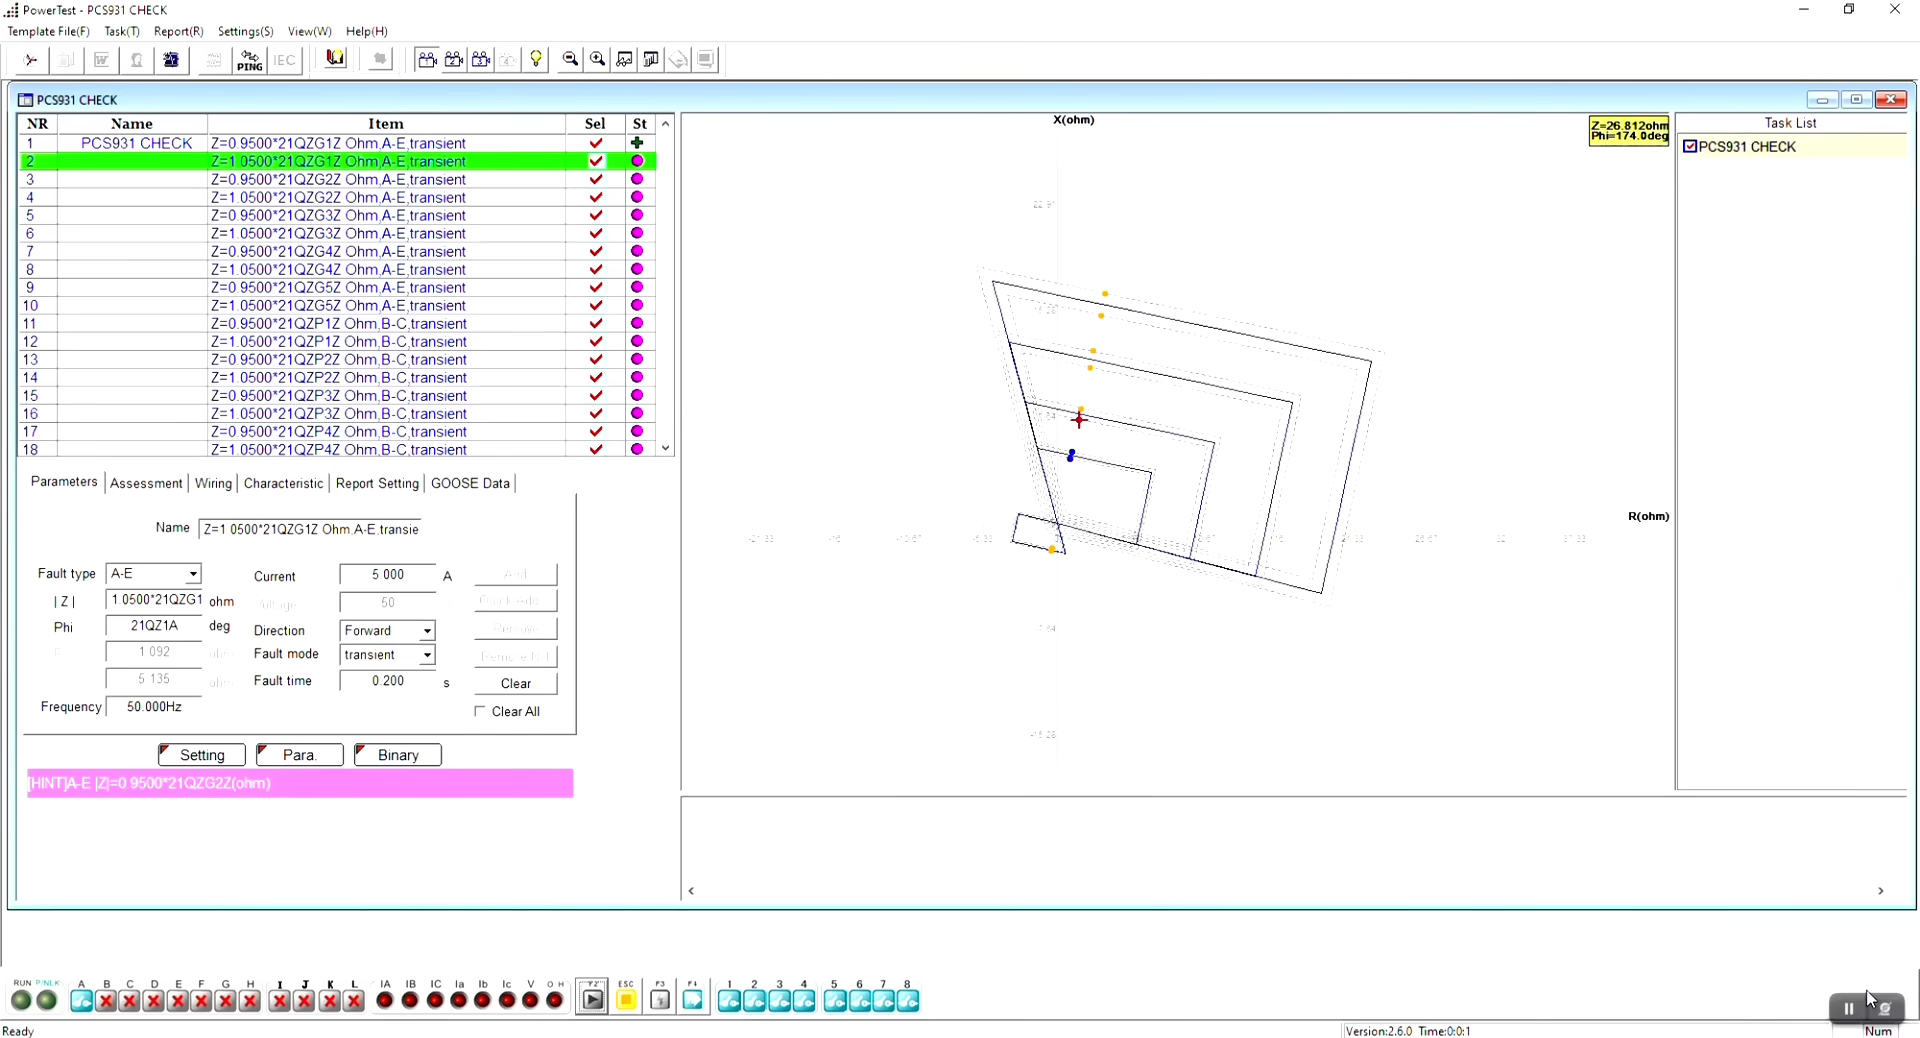 PowerTest - PCS931 CHECK
Template File(F) Task(T) Report(R) Settings(S) View(W) Help(H)
PING IEC
PCS931 CHECK
NR Name Item Sel St
1 PCS931 CHECK Z=0.9500*21QZG1Z Ohm,A-E,transient
2 Z=1.0500*21QZG1Z Ohm,A-E,transient
3 Z=0.9500*21QZG2Z Ohm,A-E,transient
4 Z=1.0500*21QZG2Z Ohm,A-E,transient
5 Z=0.9500*21QZG3Z Ohm,A-E,transient
6 Z=1.0500*21QZG3Z Ohm,A-E,transient
7 Z=0.9500*21QZG4Z Ohm,A-E,transient
8 Z=1.0500*21QZG4Z Ohm,A-E,transient
9 Z=0.9500*21QZG5Z Ohm,A-E,transient
10 Z=1.0500*21QZG5Z Ohm,A-E,transient
11 Z=0.9500*21QZP1Z Ohm,B-C,transient
12 Z=1.0500*21QZP1Z Ohm,B-C,transient
13 Z=0.9500*21QZP2Z Ohm,B-C,transient
14 Z=1.0500*21QZP2Z Ohm,B-C,transient
15 Z=0.9500*21QZP3Z Ohm,B-C,transient
16 Z=1.0500*21QZP3Z Ohm,B-C,transient
17 Z=0.9500*21QZP4Z Ohm,B-C,transient
18 Z=1.0500*21QZP4Z Ohm,B-C,transient
X(ohm)
Z=26.812ohm
Phi=174.0deg
22.91
R(ohm)
-15.28
Task List
PCS931 CHECK
Parameters Assessment Wiring Characteristic Report Setting GOOSE Data
Name Z=1.0500*21QZG1Z Ohm,A-E,transie
Fault type A-E Current 5.000 A
|Z| 1.0500*21QZG1 ohm 50
Phi 21QZ1A deg Direction Forward
1.092 Fault mode transient
5.135 Fault time 0.200 s Clear
Frequency 50.000Hz Clear All
Setting Para. Binary
[HINT]A-E |Z|=0.9500*21QZG2Z(ohm)
RUN P/NLK A B C D E F G H I J K L IA IB IC Ia Ib Ic V O H F2 ESC F3 F4 1 2 3 4 5 6 7 8
Ready Version:2.6.0 Time:0:0:1 Num